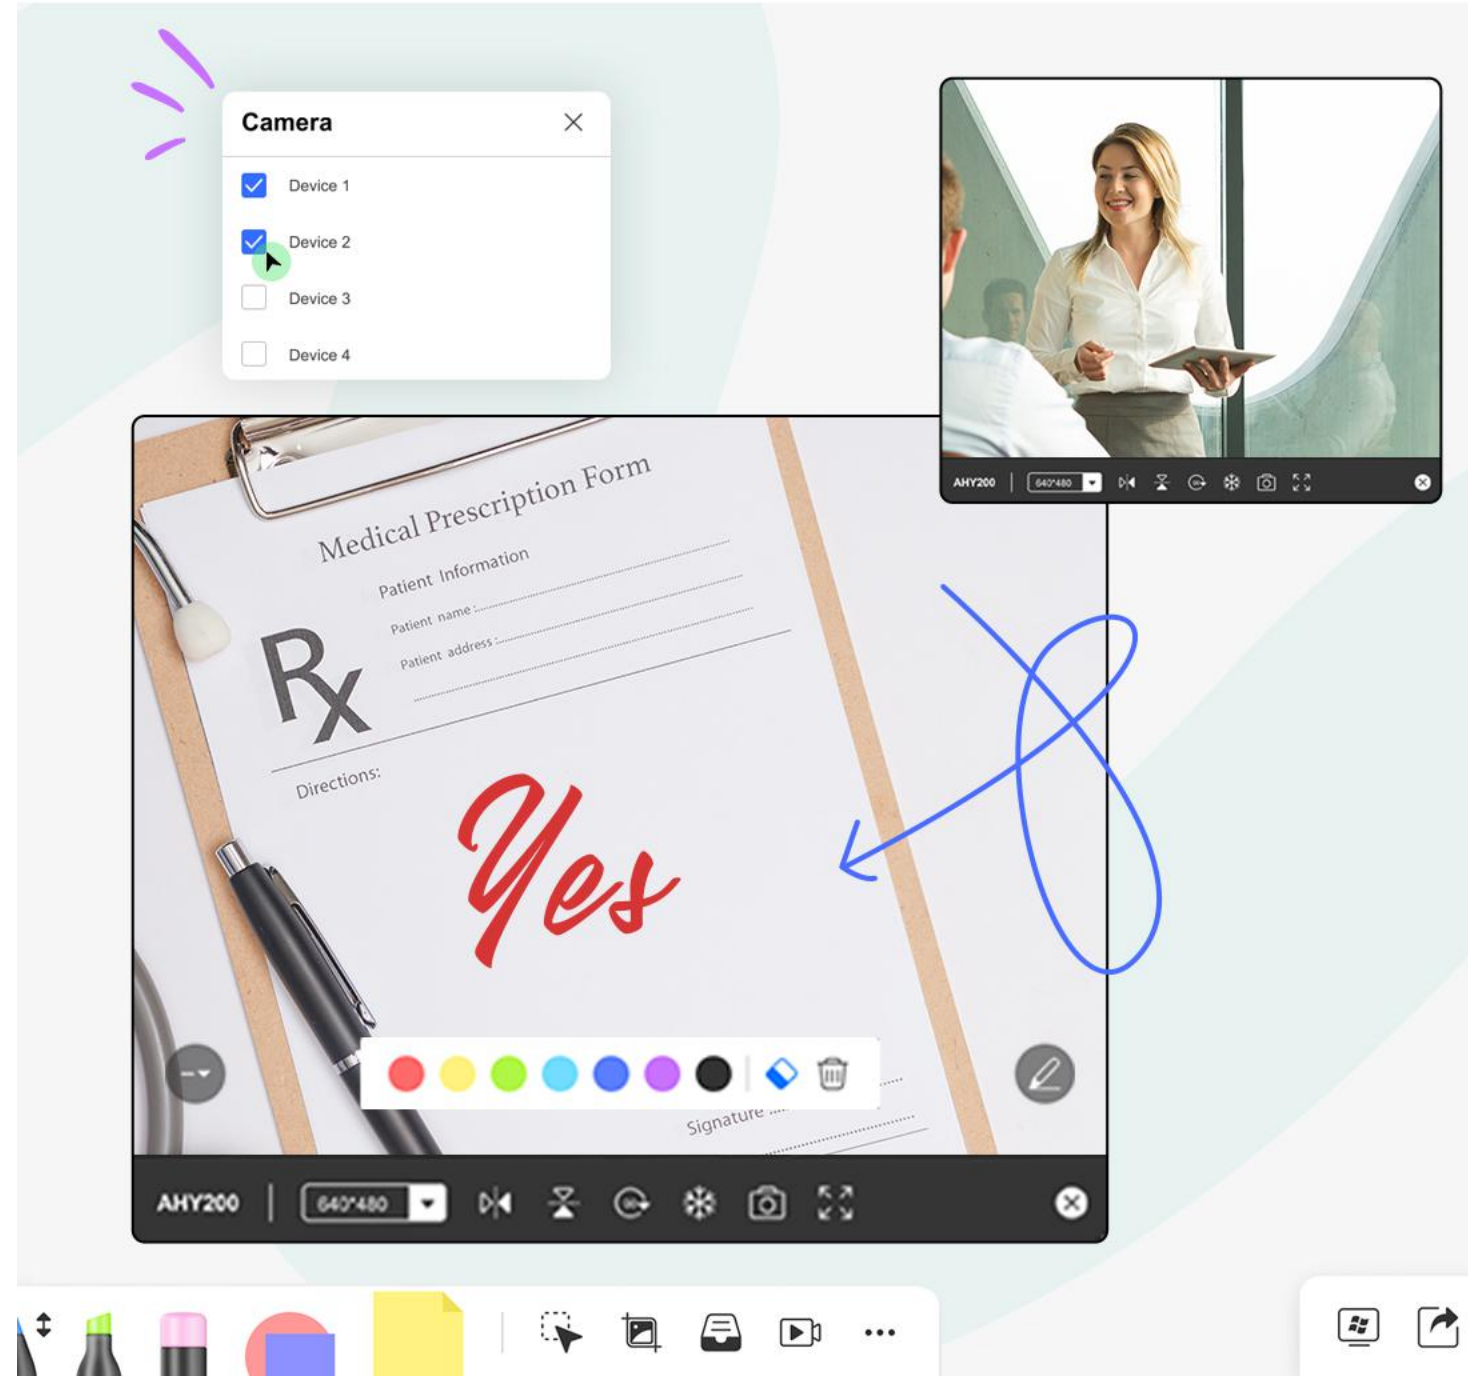 Camera
Device 1
Device 2
Device 3
Device 4
AHY200
640*480
Medical Prescription Form
Patient Information
Patient name :
Patient address :
Rx
Directions:
Yes
Signature
AHY200
640*480